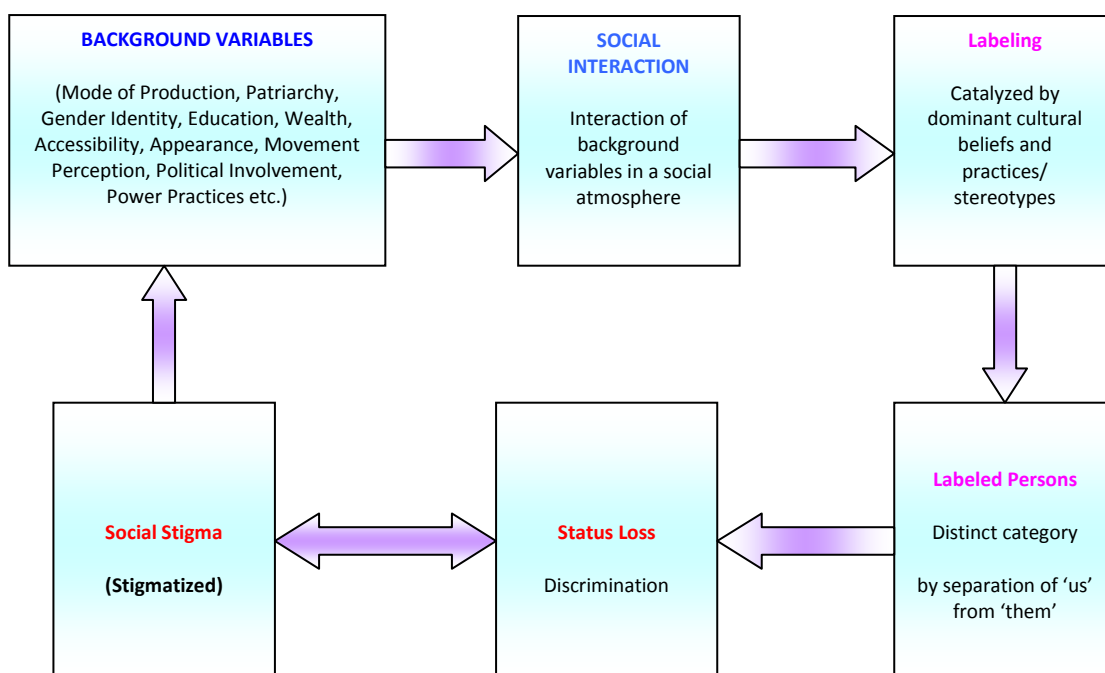 BACKGROUND VARIABLES
(Mode of Production, Patriarchy,
Gender Identity, Education, Wealth,
Accessibility, Appearance, Movement
Perception, Political Involvement,
Power Practices etc.)
SOCIAL
INTERACTION
Interaction of
background
variables in a social
atmosphere
Labeling
Catalyzed by
dominant cultural
beliefs and
practices/
stereotypes
Labeled Persons
Distinct category
by separation of ‘us’
from ‘them’
Status Loss
Discrimination
Social Stigma
(Stigmatized)